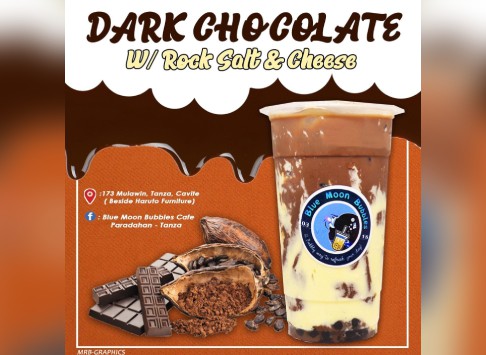 DARK CHOCOLATE
W/ Rock Salt & Cheese
:173 Mulawin, Tanza, Cavite
( Beside Haruto Furniture)
: Blue Moon Bubbles Cafe
Paradahan - Tanza
Blue Moon Bubbles
MRB-GRAPHICS